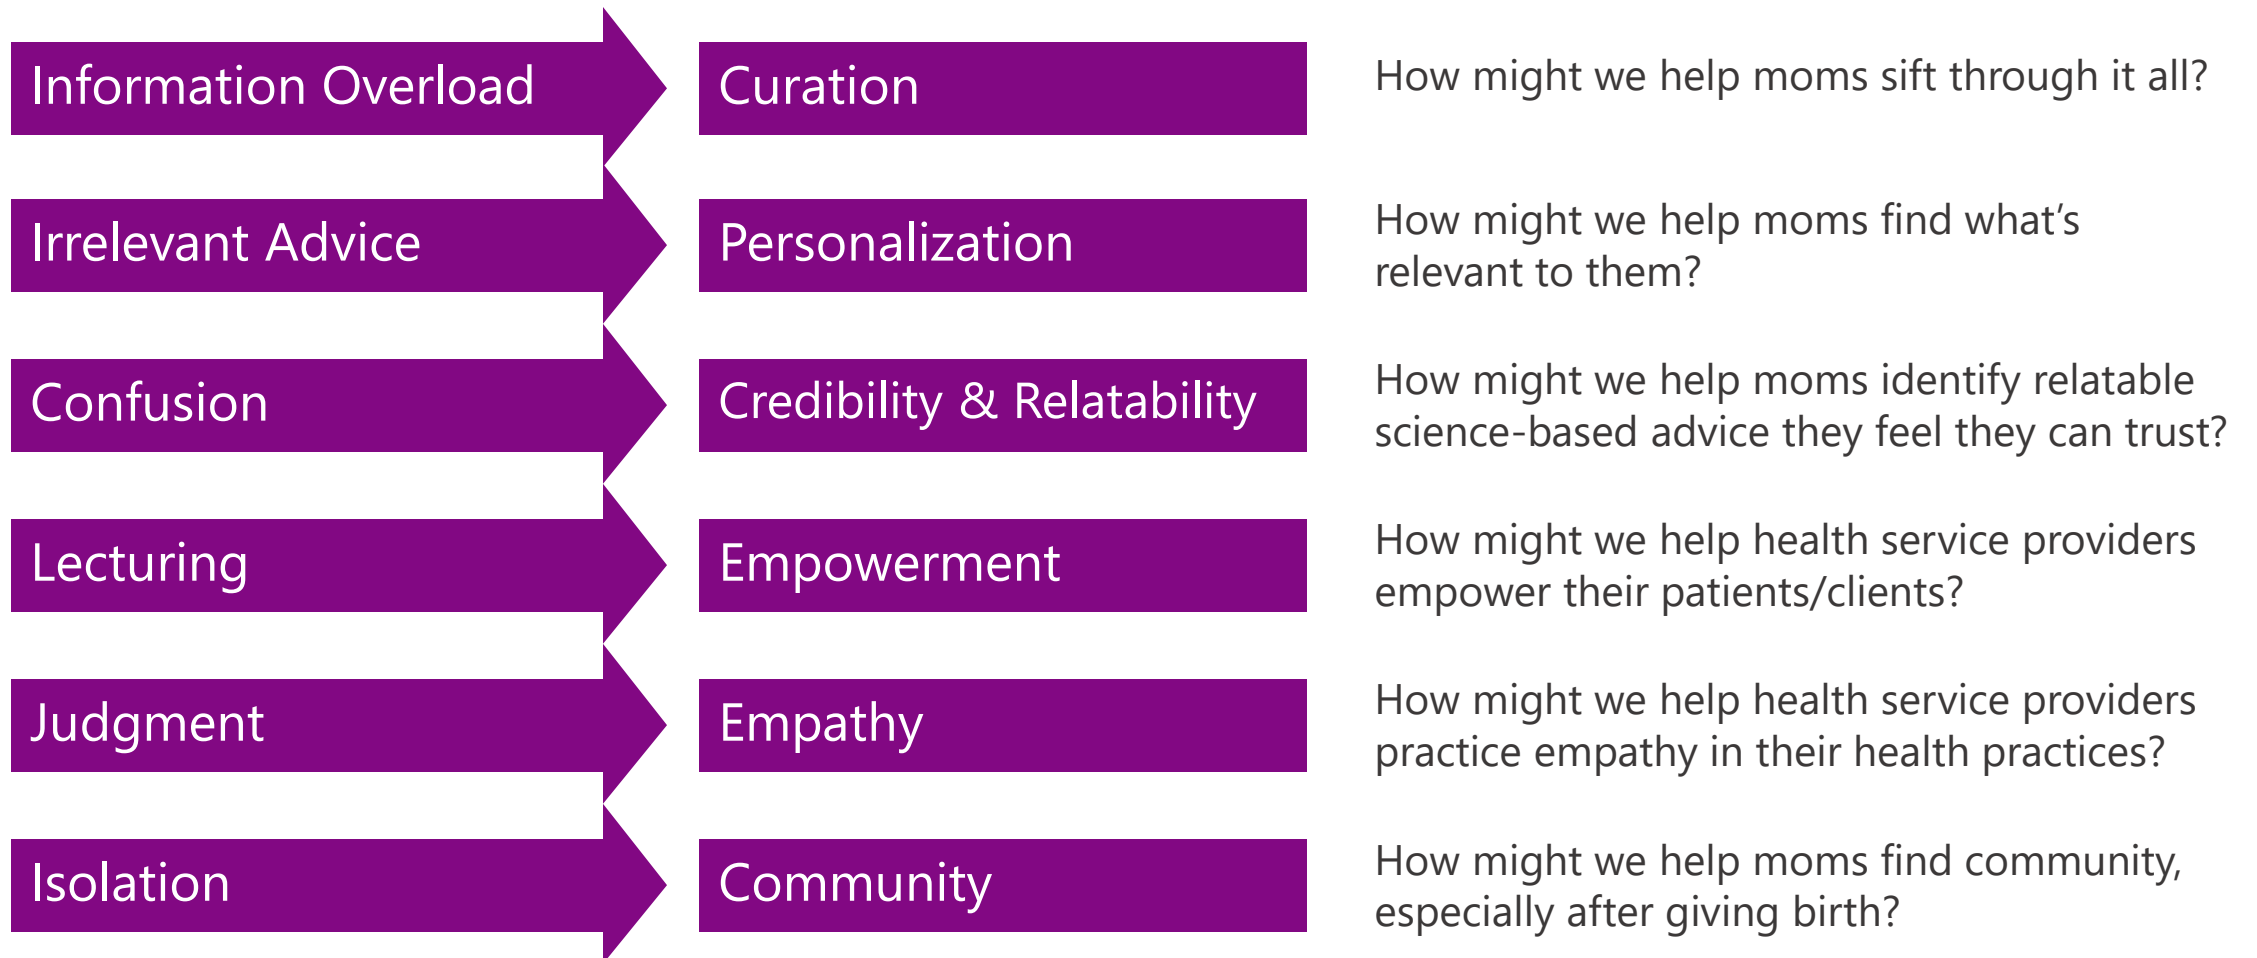 Information Overload
Curation
How might we help moms sift through it all?
Irrelevant Advice
Personalization
How might we help moms find what’s
relevant to them?
Confusion
Credibility & Relatability
How might we help moms identify relatable
science-based advice they feel they can trust?
Lecturing
Empowerment
How might we help health service providers
empower their patients/clients?
Judgment
Empathy
How might we help health service providers
practice empathy in their health practices?
Isolation
Community
How might we help moms find community,
especially after giving birth?